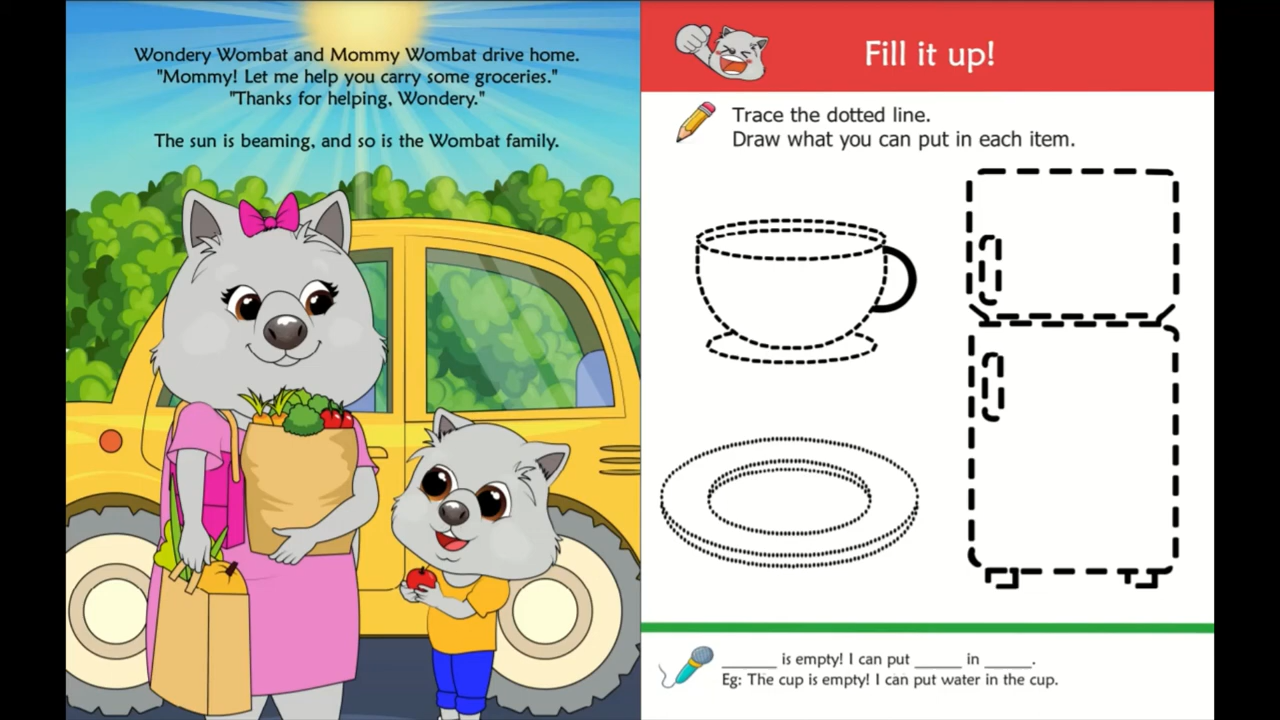 Wondery Wombat and Mommy Wombat drive home.
"Mommy! Let me help you carry some groceries."
"Thanks for helping, Wondery."
The sun is beaming, and so is the Wombat family.
Fill it up!
Trace the dotted line.
Draw what you can put in each item.
______ is empty! I can put _____ in _____.
Eg: The cup is empty! I can put water in the cup.